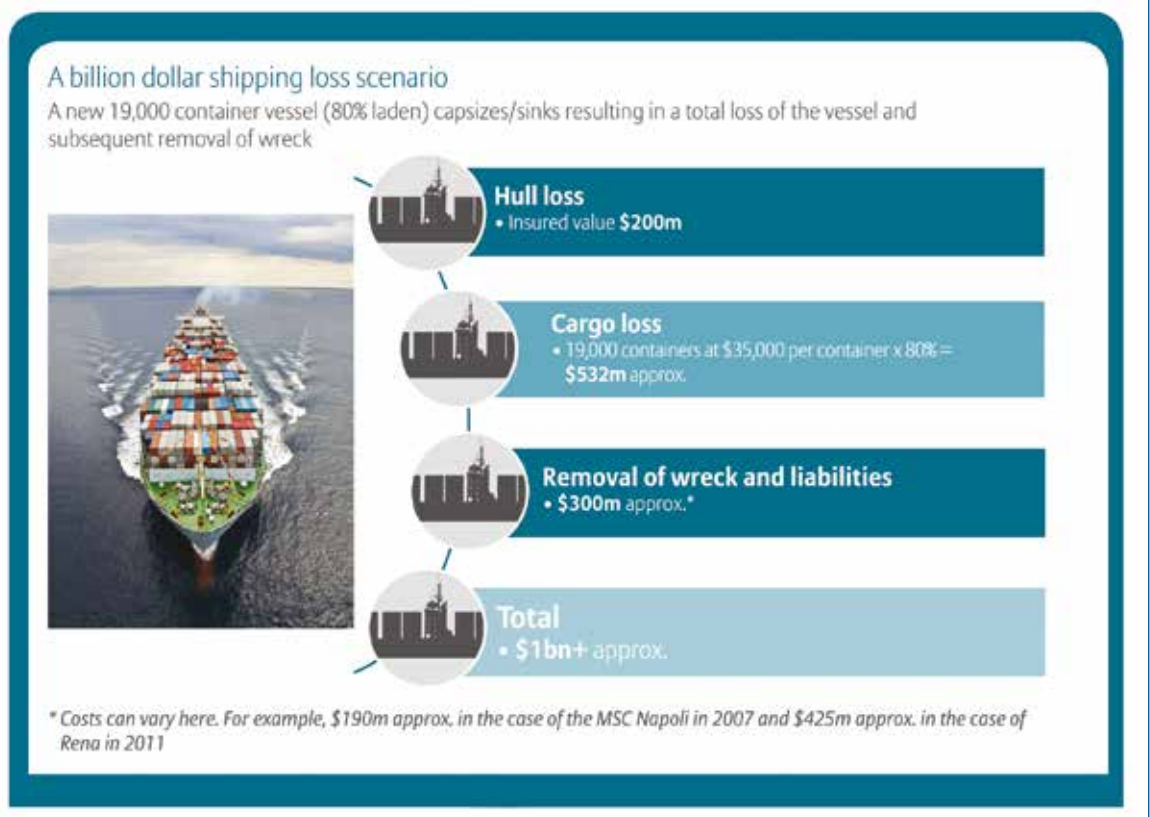 A billion dollar shipping loss scenario
A new 19,000 container vessel (80% laden) capsizes/sinks resulting in a total loss of the vessel and
subsequent removal of wreck
Hull loss
• Insured value $200m
Cargo loss
• 19,000 containers at $35,000 per container x 80% =
$532m approx.
Removal of wreck and liabilities
• $300m approx.*
Total
• $1bn+ approx.
* Costs can vary here. For example, $190m approx. in the case of the MSC Napoli in 2007 and $425m approx. in the case of
Rena in 2011